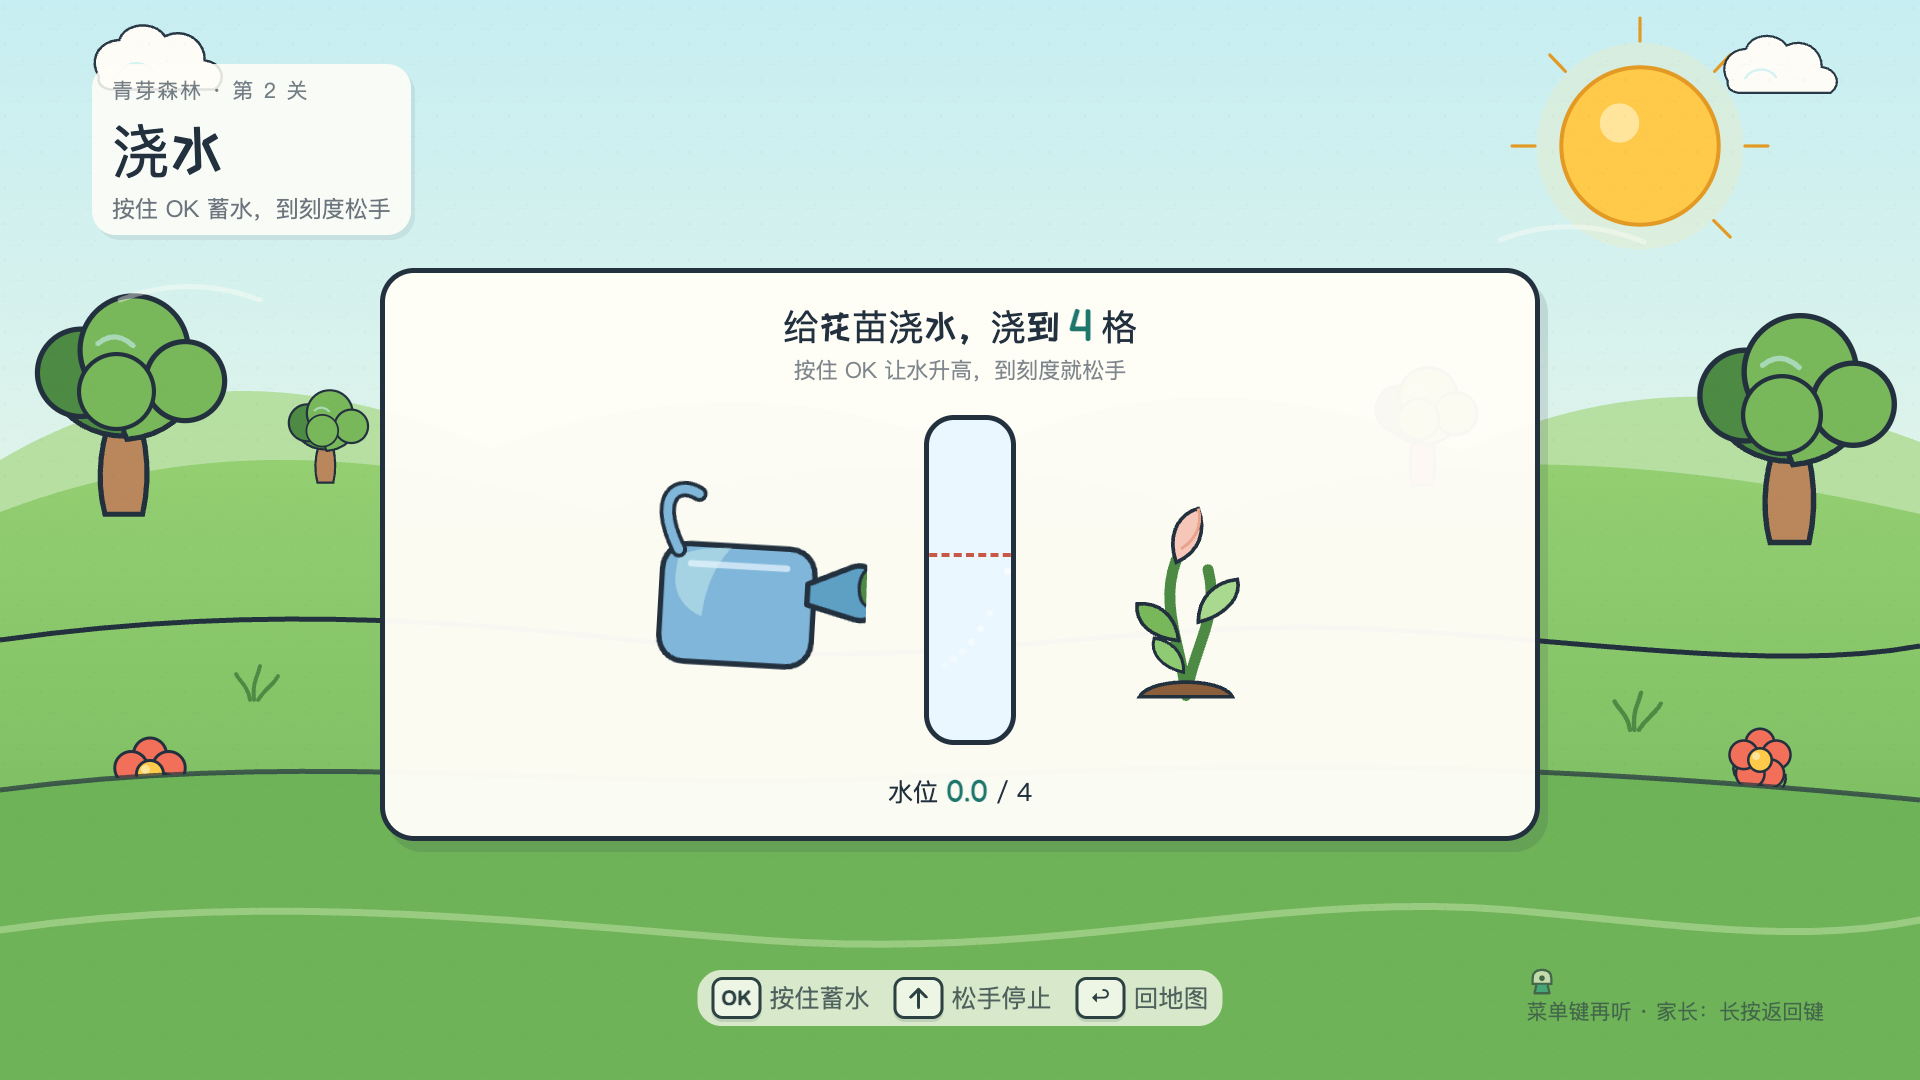 青芽森林 · 第 2 关
浇水
按住 OK 蓄水，到刻度松手
给花苗浇水，浇到 4 格
按住 OK 让水升高，到刻度就松手
水位 0.0 / 4
OK 按住蓄水 ↑ 松手停止 ↩ 回地图
菜单键再听 · 家长：长按返回键